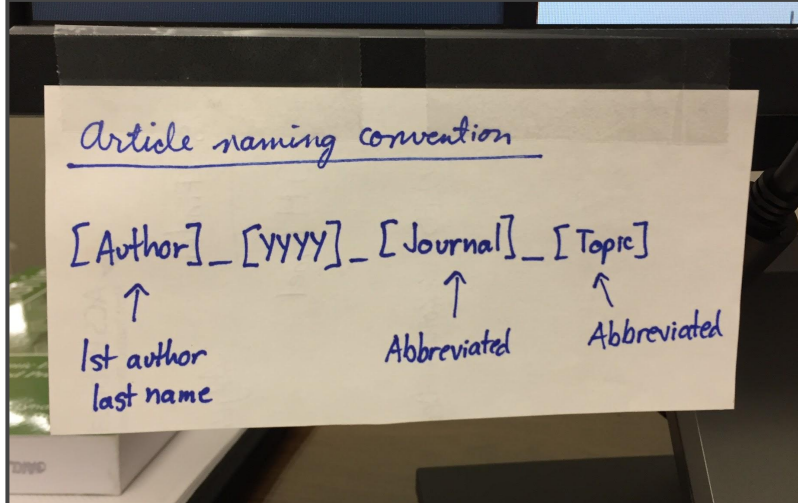 Article naming convention
[Author]_[YYYY]_[Journal]_[Topic]
1st author
last name
Abbreviated
Abbreviated